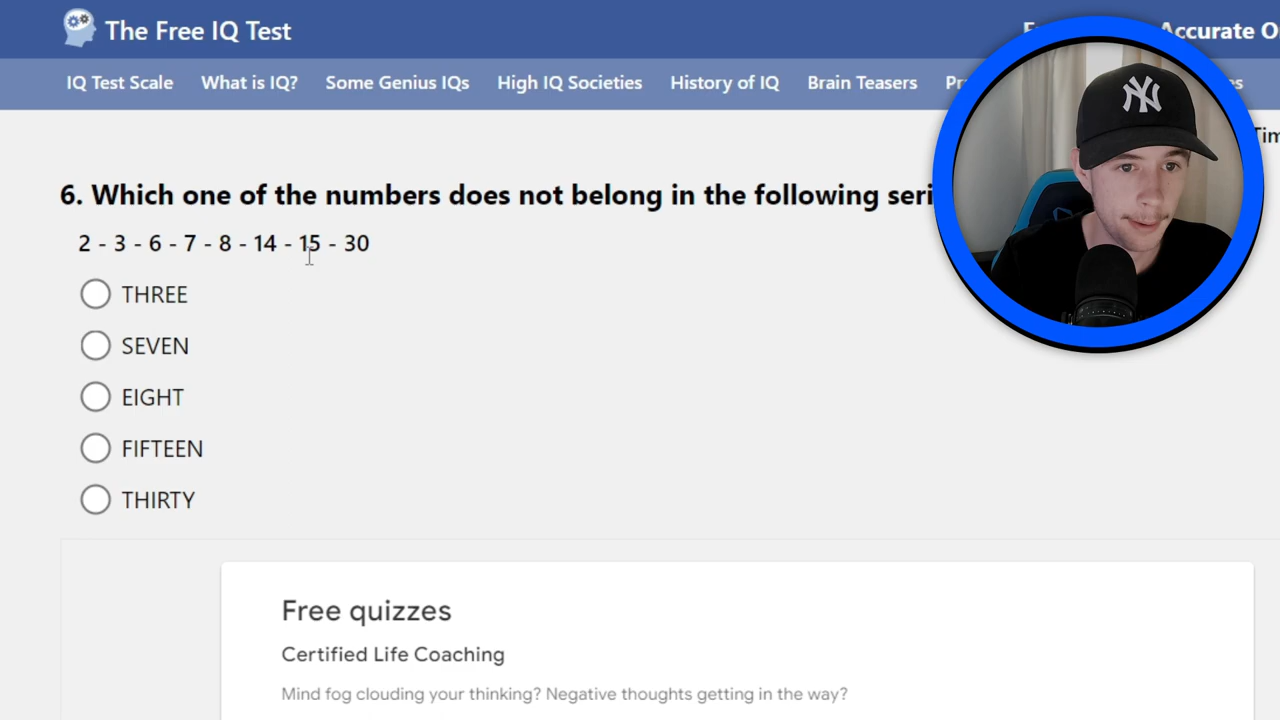 The Free IQ Test
Accurate O
IQ Test Scale What is IQ? Some Genius IQs High IQ Societies History of IQ Brain Teasers
Tim
6. Which one of the numbers does not belong in the following seri
2 - 3 - 6 - 7 - 8 - 14 - 15 - 30
THREE
SEVEN
EIGHT
FIFTEEN
THIRTY
Free quizzes
Certified Life Coaching
Mind fog clouding your thinking? Negative thoughts getting in the way?
NY